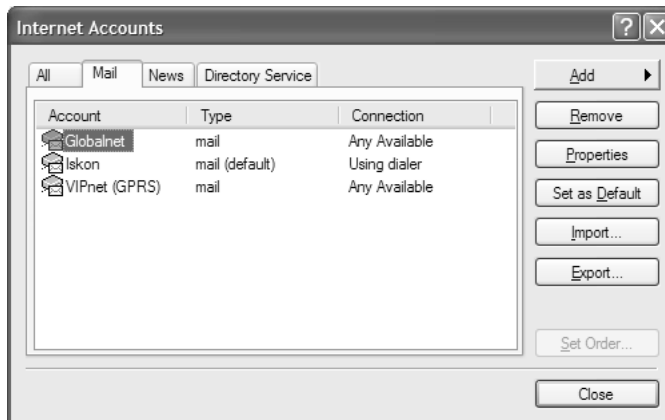 Internet Accounts
All Mail News Directory Service
Account Type Connection
Globalnet mail Any Available
Iskon mail (default) Using dialer
VIPnet (GPRS) mail Any Available
Add
Remove
Properties
Set as Default
Import...
Export...
Set Order...
Close